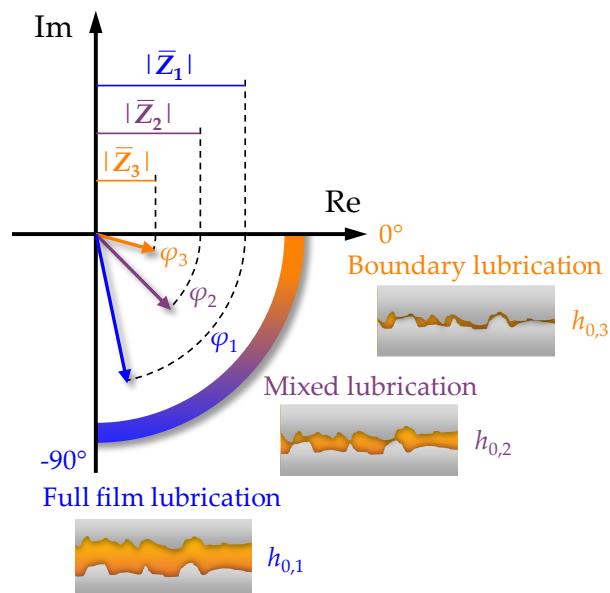 Im
|Z̅₁|
|Z̅₂|
|Z̅₃|
Re
0°
φ₃
Boundary lubrication
φ₂
h₀,₃
φ₁
Mixed lubrication
h₀,₂
-90°
Full film lubrication
h₀,₁